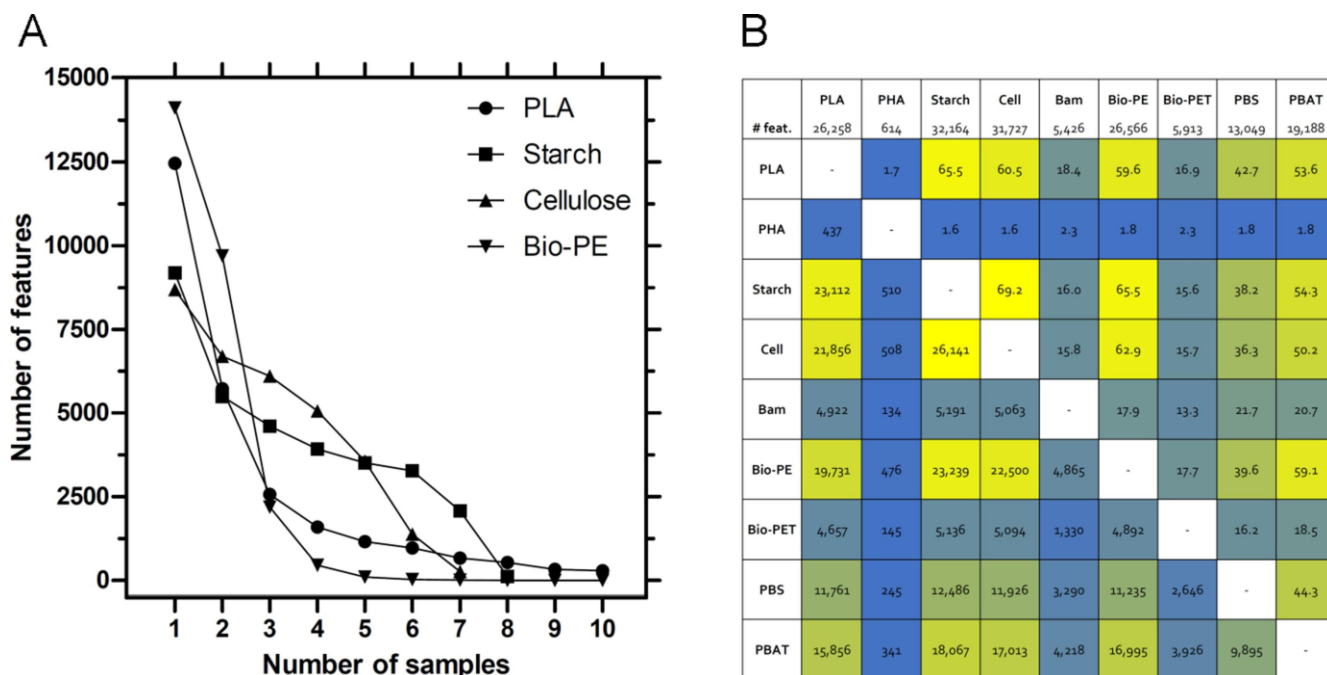 A
15000
12500
10000
7500
5000
2500
0
Number of features
PLA
Starch
Cellulose
Bio-PE
1 2 3 4 5 6 7 8 9 10
Number of samples
B
PLA PHA Starch Cell Bam Bio-PE Bio-PET PBS PBAT
# feat. 26,258 614 32,164 31,727 5,426 26,566 5,913 13,049 19,188
PLA - 1.7 65.5 60.5 18.4 59.6 16.9 42.7 53.6
PHA 437 - 1.6 1.6 2.3 1.8 2.3 1.8 1.8
Starch 23,112 510 - 69.2 16.0 65.5 15.6 38.2 54.3
Cell 21,856 508 26,141 - 15.8 62.9 15.7 36.3 50.2
Bam 4,922 134 5,191 5,063 - 17.9 13.3 21.7 20.7
Bio-PE 19,731 476 23,239 22,500 4,865 - 17.7 39.6 59.1
Bio-PET 4,657 145 5,136 5,094 1,330 4,892 - 16.2 18.5
PBS 11,761 245 12,486 11,926 3,290 11,235 2,646 - 44.3
PBAT 15,856 341 18,067 17,013 4,218 16,995 3,926 9,895 -